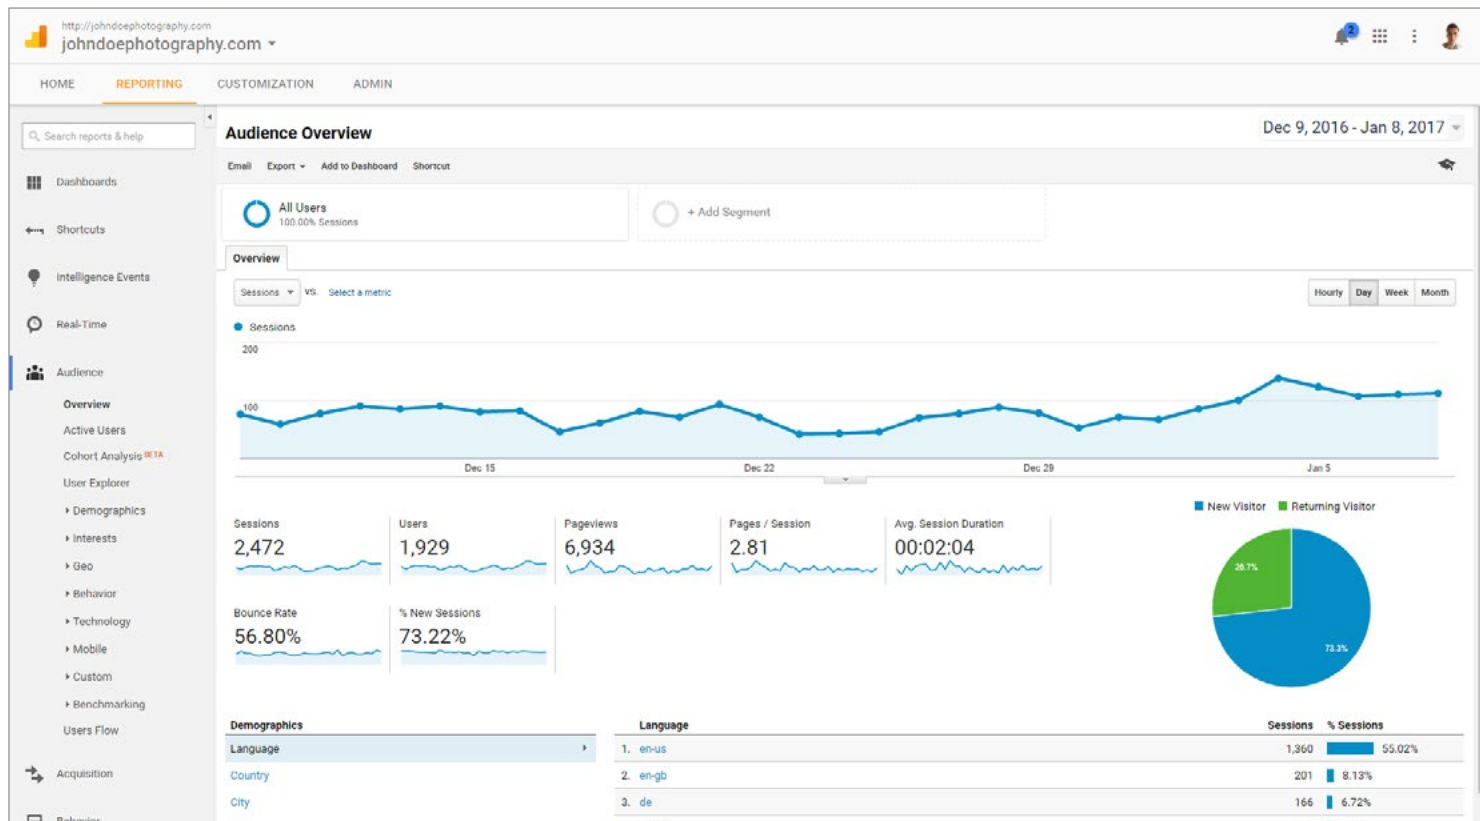 http://johndoephotography.com
johndoephotography.com
2
HOME REPORTING CUSTOMIZATION ADMIN
Search reports & help
Dashboards
Shortcuts
Intelligence Events
Real-Time
Audience
Overview
Active Users
Cohort Analysis BETA
User Explorer
Demographics
Interests
Geo
Behavior
Technology
Mobile
Custom
Benchmarking
Users Flow
Acquisition
Behavior
Audience Overview
Dec 9, 2016 - Jan 8, 2017
Email Export Add to Dashboard Shortcut
All Users
100.00% Sessions
+ Add Segment
Overview
Sessions VS. Select a metric
Hourly Day Week Month
Sessions
200
100
Dec 15 Dec 22 Dec 29 Jan 5
Sessions
2,472
Users
1,929
Pageviews
6,934
Pages / Session
2.81
Avg. Session Duration
00:02:04
Bounce Rate
56.80%
% New Sessions
73.22%
New Visitor Returning Visitor
26.7%
73.3%
Demographics
Language
Country
City
Language Sessions % Sessions
1. en-us 1,360 55.02%
2. en-gb 201 8.13%
3. de 166 6.72%